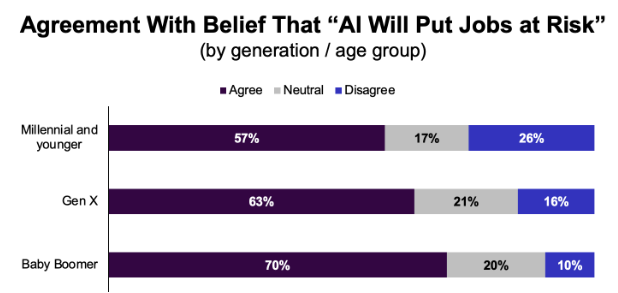 Agreement With Belief That “AI Will Put Jobs at Risk”
(by generation / age group)
Agree Neutral Disagree
Millennial and
younger
57% 17% 26%
Gen X 63% 21% 16%
Baby Boomer 70% 20% 10%